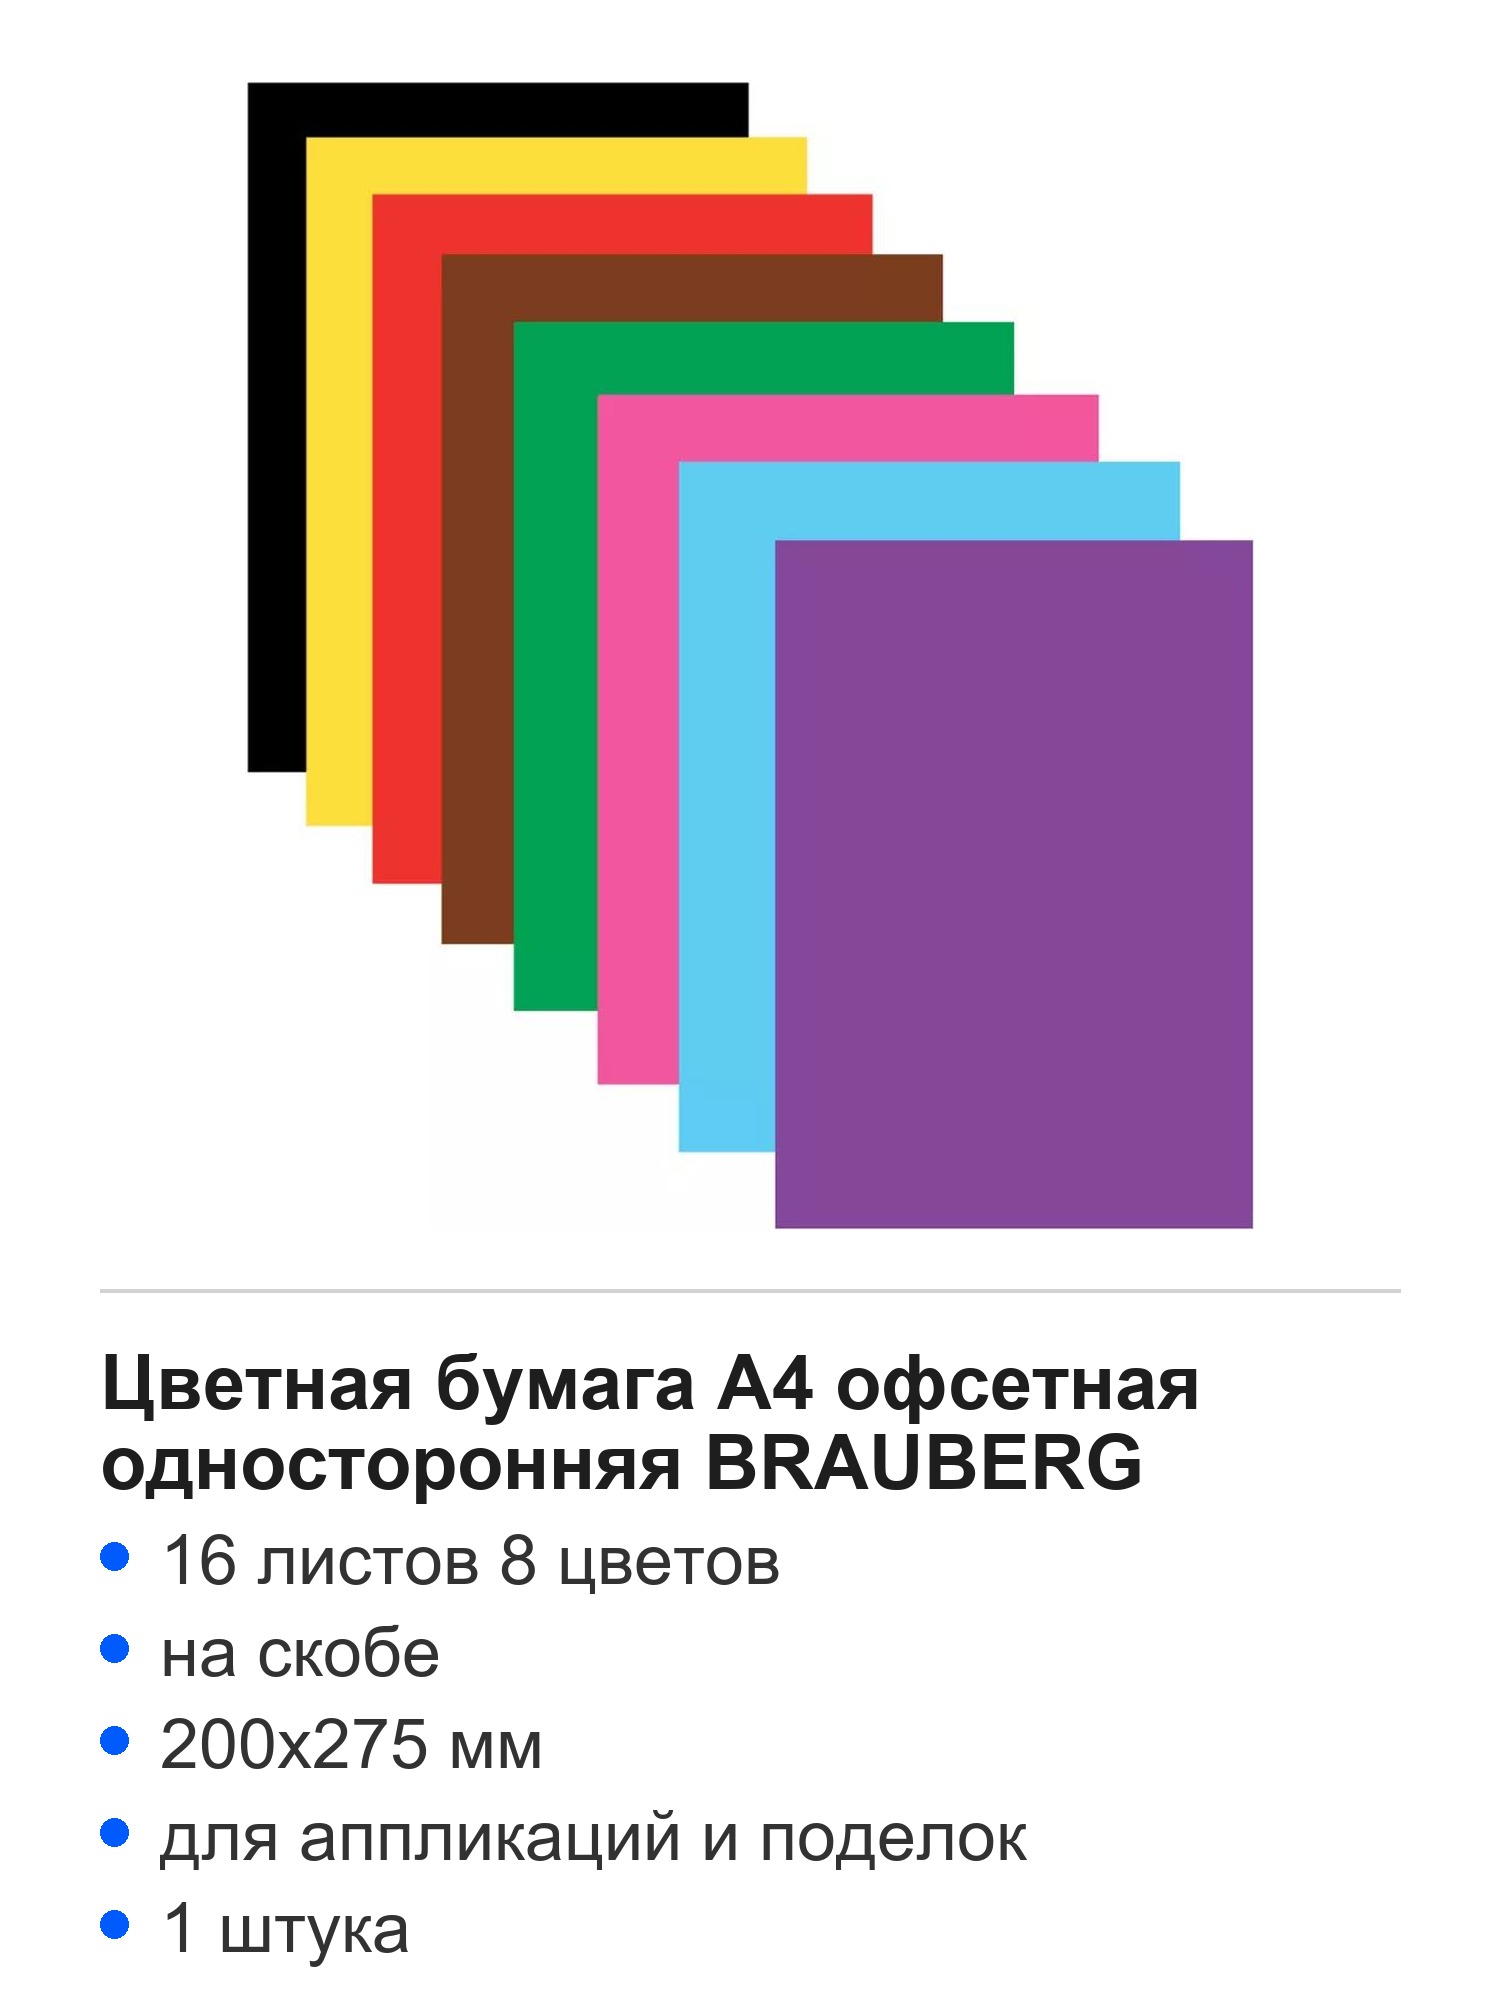 Цветная бумага А4 офсетная
односторонняя BRAUBERG
16 листов 8 цветов
на скобе
200х275 мм
для аппликаций и поделок
1 штука